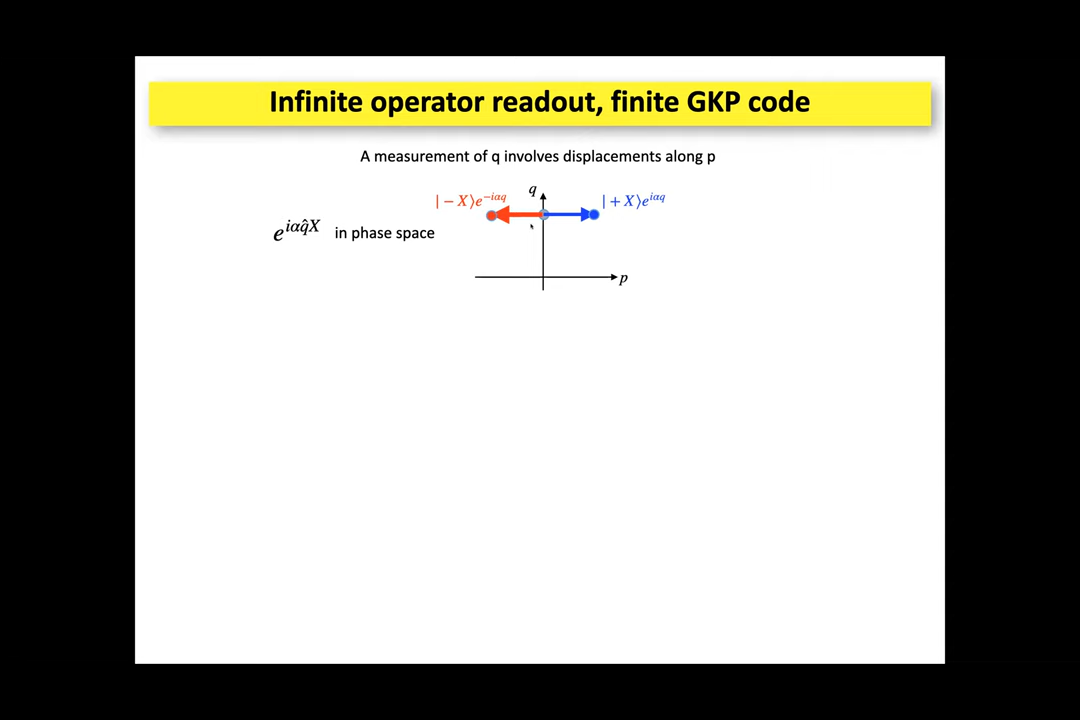 Infinite operator readout, finite GKP code
A measurement of q involves displacements along p
|−X⟩e^{−iαq}
q
|+X⟩e^{iαq}
e^{iαq̂X} in phase space
p